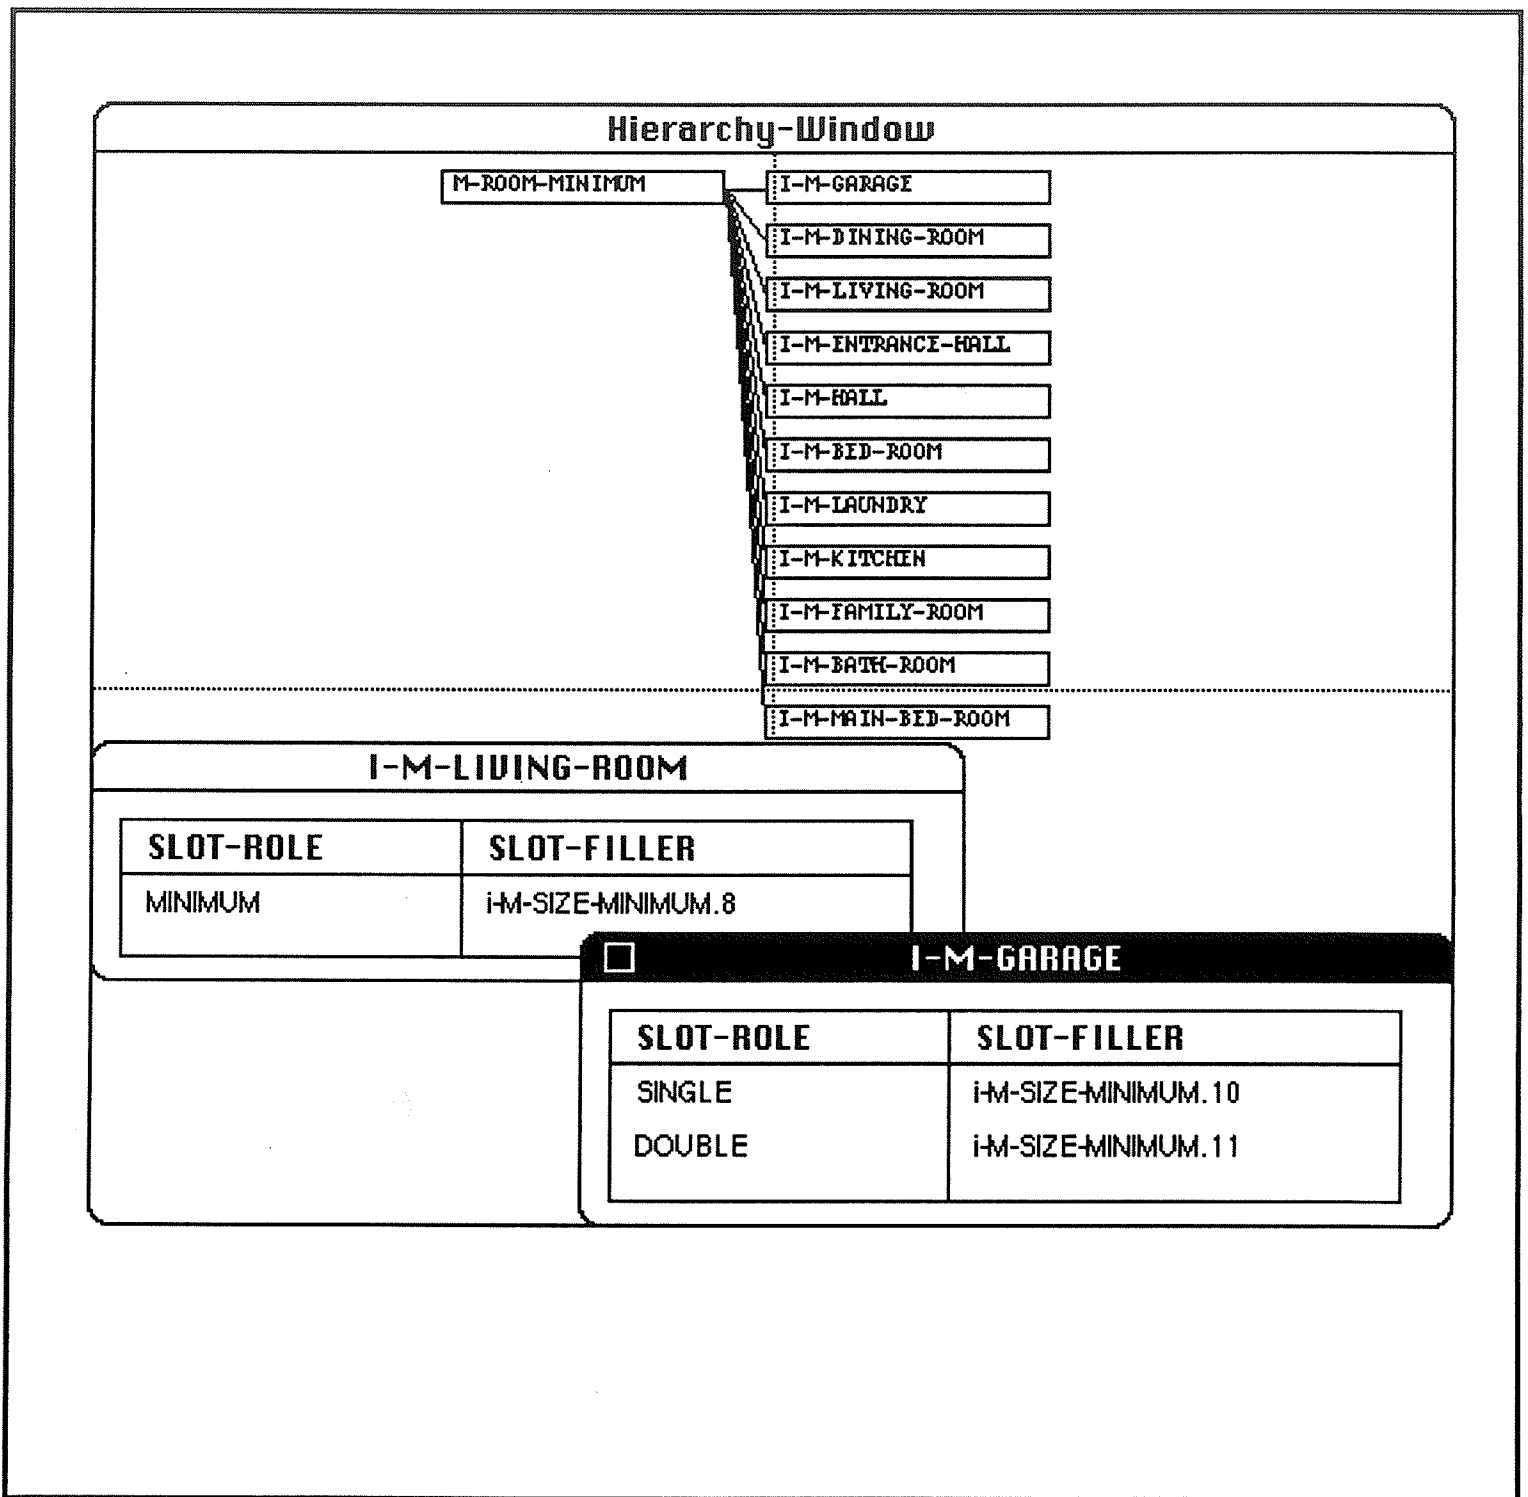 Hierarchy-Window
M-ROOM-MINIMUM
I-M-GARAGE
I-M-DINING-ROOM
I-M-LIVING-ROOM
I-M-ENTRANCE-HALL
I-M-HALL
I-M-BED-ROOM
I-M-LAUNDRY
I-M-KITCHEN
I-M-FAMILY-ROOM
I-M-BATH-ROOM
I-M-MAIN-BED-ROOM
I-M-LIVING-ROOM
SLOT-ROLE SLOT-FILLER
MINIMUM i-M-SIZE-MINIMUM.8
I-M-GARAGE
SLOT-ROLE SLOT-FILLER
SINGLE i-M-SIZE-MINIMUM.10
DOUBLE i-M-SIZE-MINIMUM.11